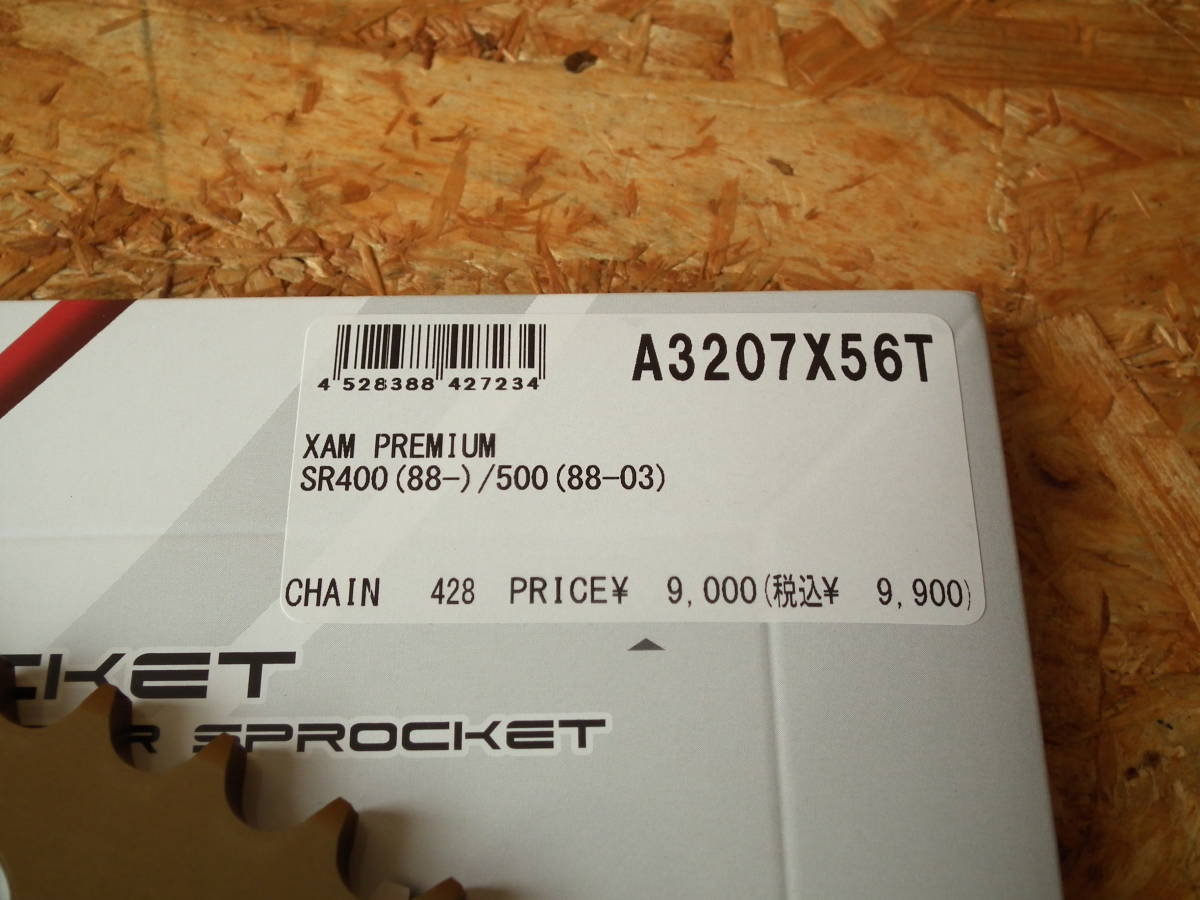 A3207X56T
4 528388 427234
XAM PREMIUM
SR400(88-)/500(88-03)
CHAIN 428 PRICE¥ 9,000(税込¥ 9,900)
CKET
R SPROCKET